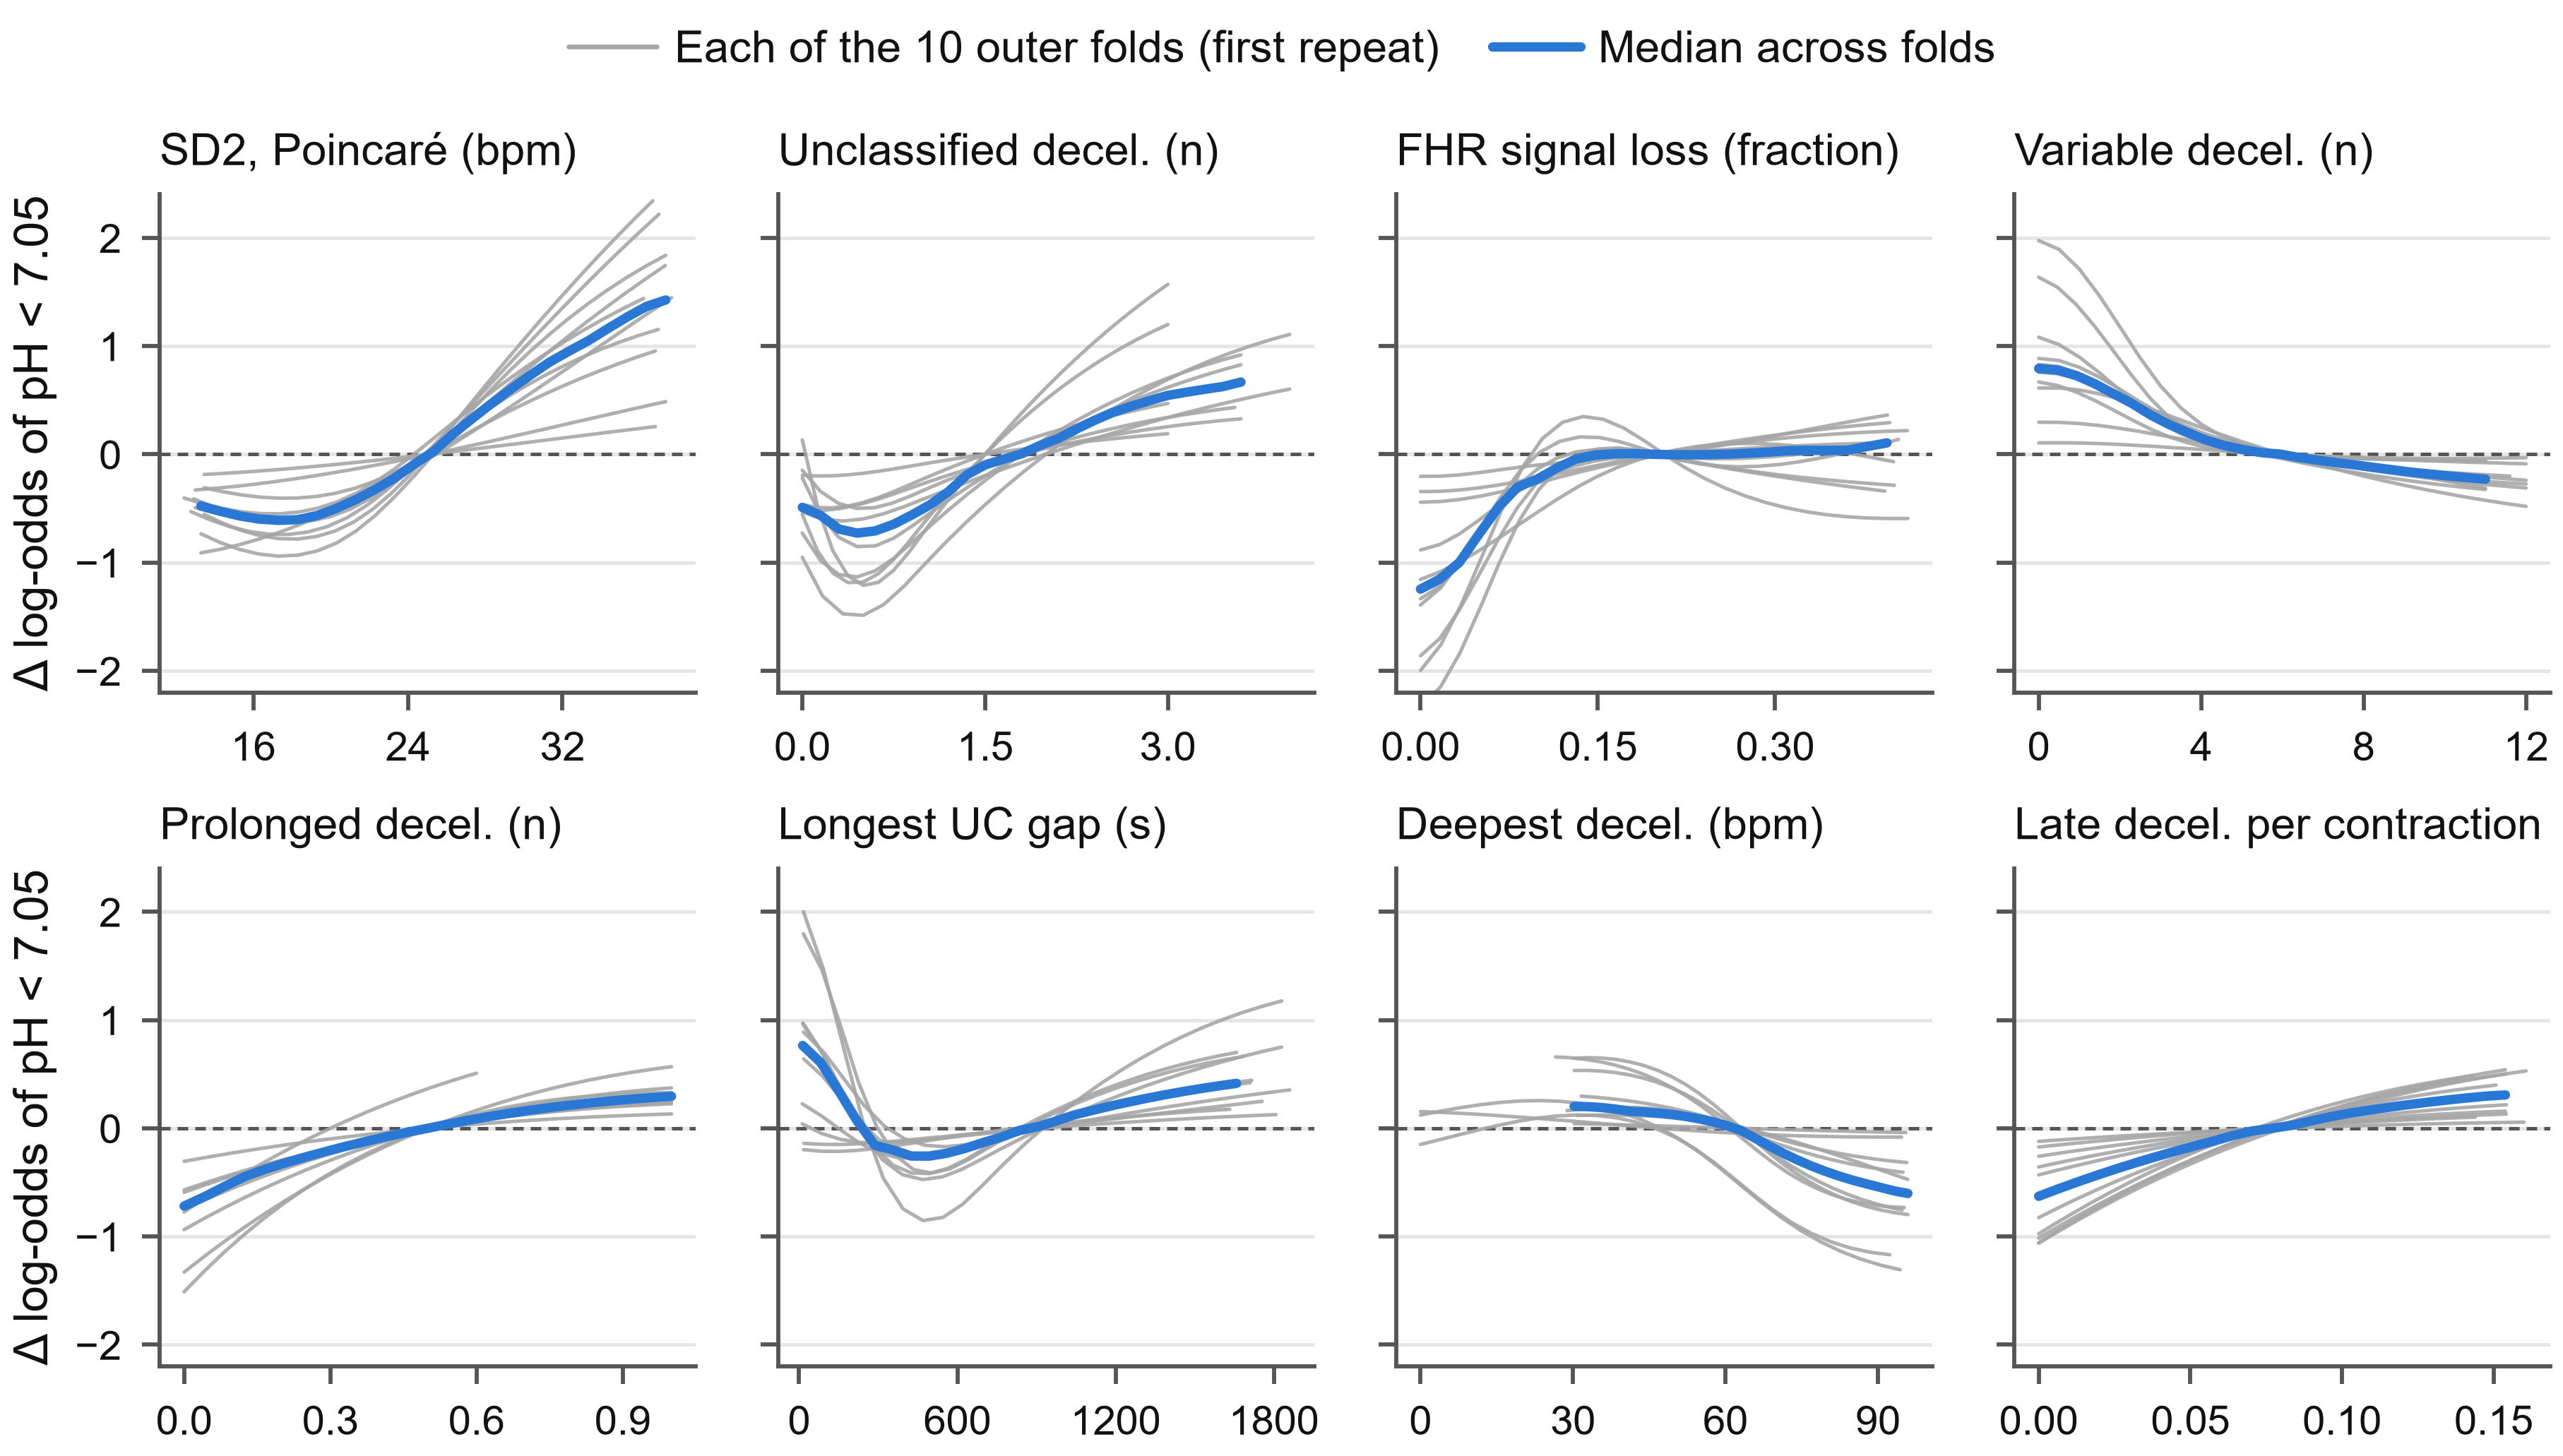 Each of the 10 outer folds (first repeat) Median across folds
SD2, Poincaré (bpm) Unclassified decel. (n) FHR signal loss (fraction) Variable decel. (n)
Δ log-odds of pH < 7.05
2
1
0
−1
−2
16 24 32 0.0 1.5 3.0 0.00 0.15 0.30 0 4 8 12
Prolonged decel. (n) Longest UC gap (s) Deepest decel. (bpm) Late decel. per contraction
Δ log-odds of pH < 7.05
2
1
0
−1
−2
0.0 0.3 0.6 0.9 0 600 1200 1800 0 30 60 90 0.00 0.05 0.10 0.15